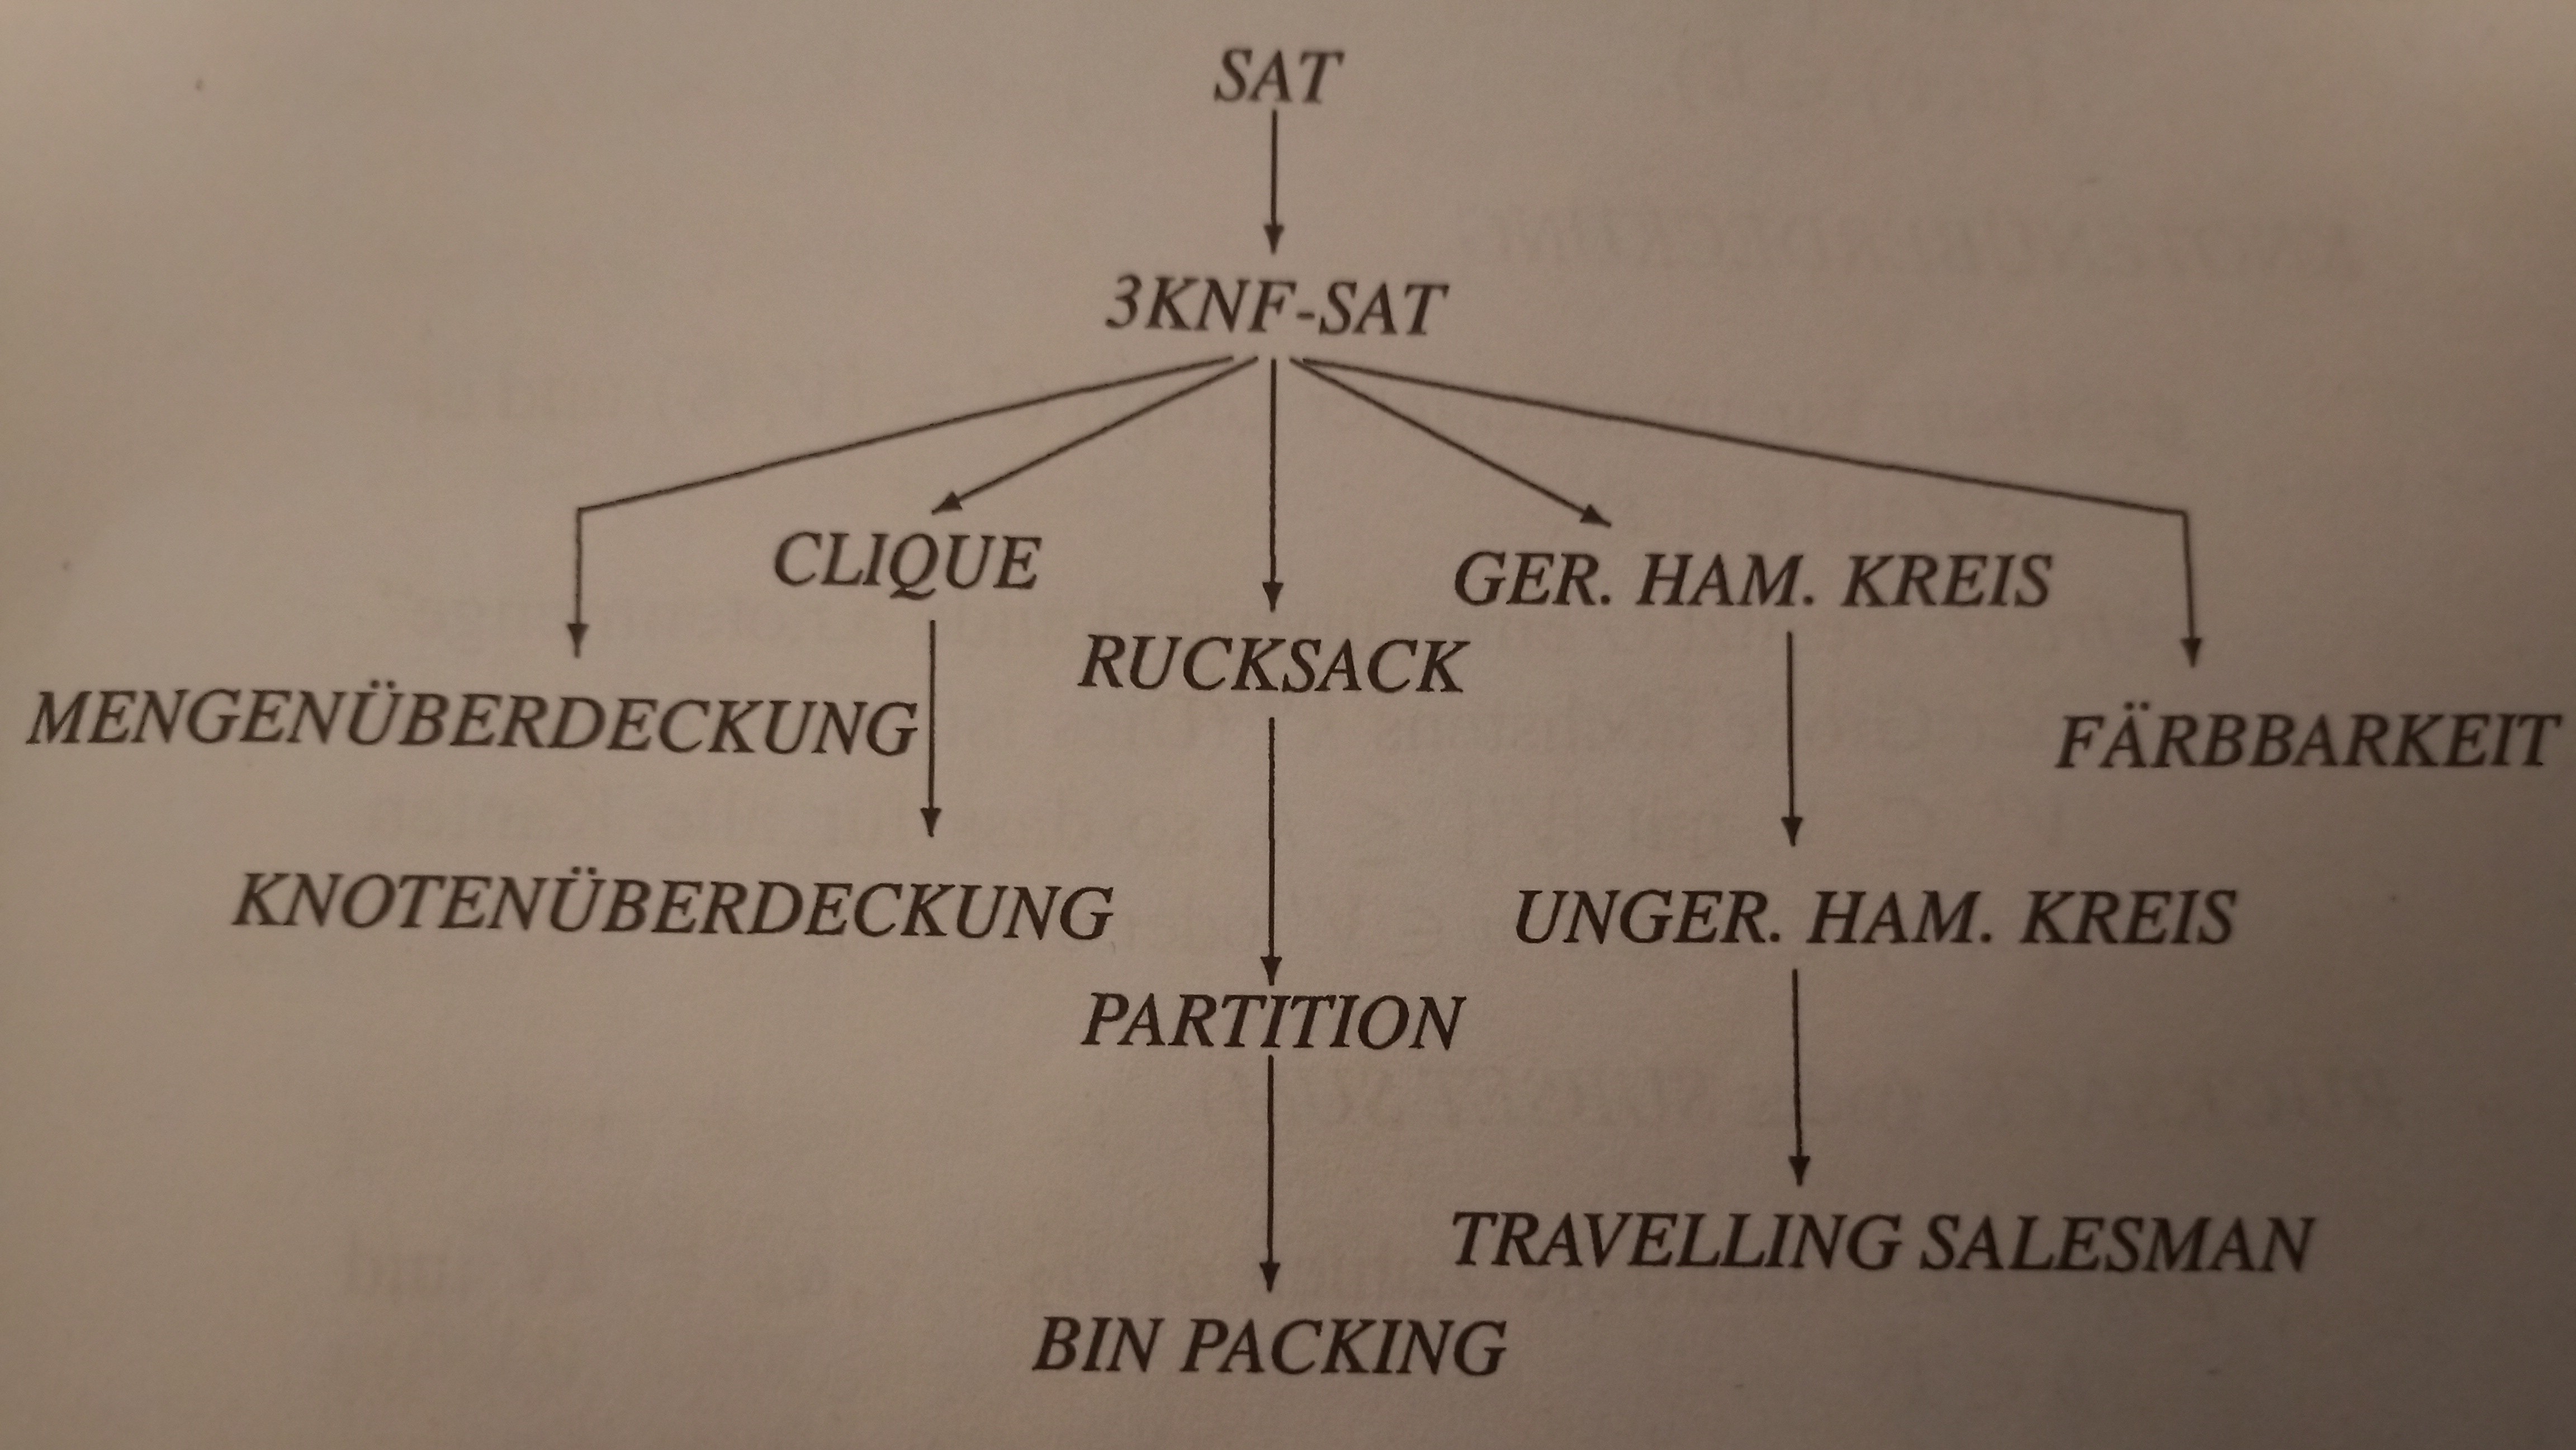 SAT
3KNF-SAT
CLIQUE
GER. HAM. KREIS
RUCKSACK
MENGENÜBERDECKUNG
FÄRBBARKEIT
KNOTENÜBERDECKUNG
UNGER. HAM. KREIS
PARTITION
TRAVELLING SALESMAN
BIN PACKING